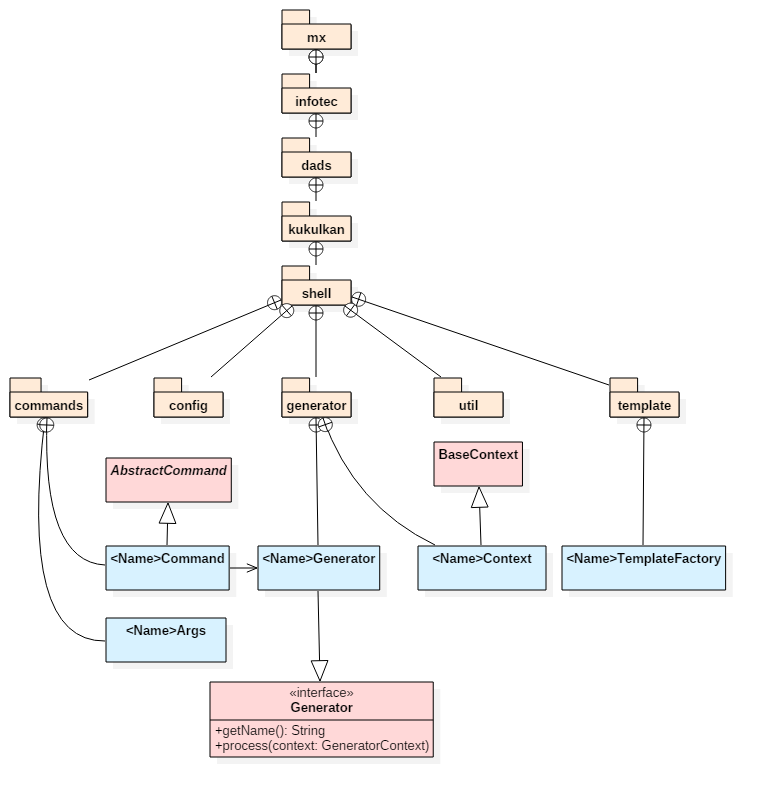 mx
infotec
dads
kukulkan
shell
commands
config
generator
util
template
AbstractCommand
BaseContext
<Name>Command
<Name>Generator
<Name>Context
<Name>TemplateFactory
<Name>Args
«interface»
Generator
+getName(): String
+process(context: GeneratorContext)